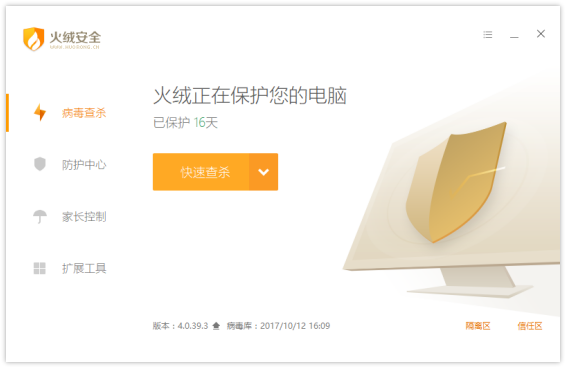 火绒安全
WWW.HUORONG.CN
病毒查杀
防护中心
家长控制
扩展工具
火绒正在保护您的电脑
已保护 16天
快速查杀
版本：4.0.39.3 病毒库：2017/10/12 16:09
隔离区 信任区